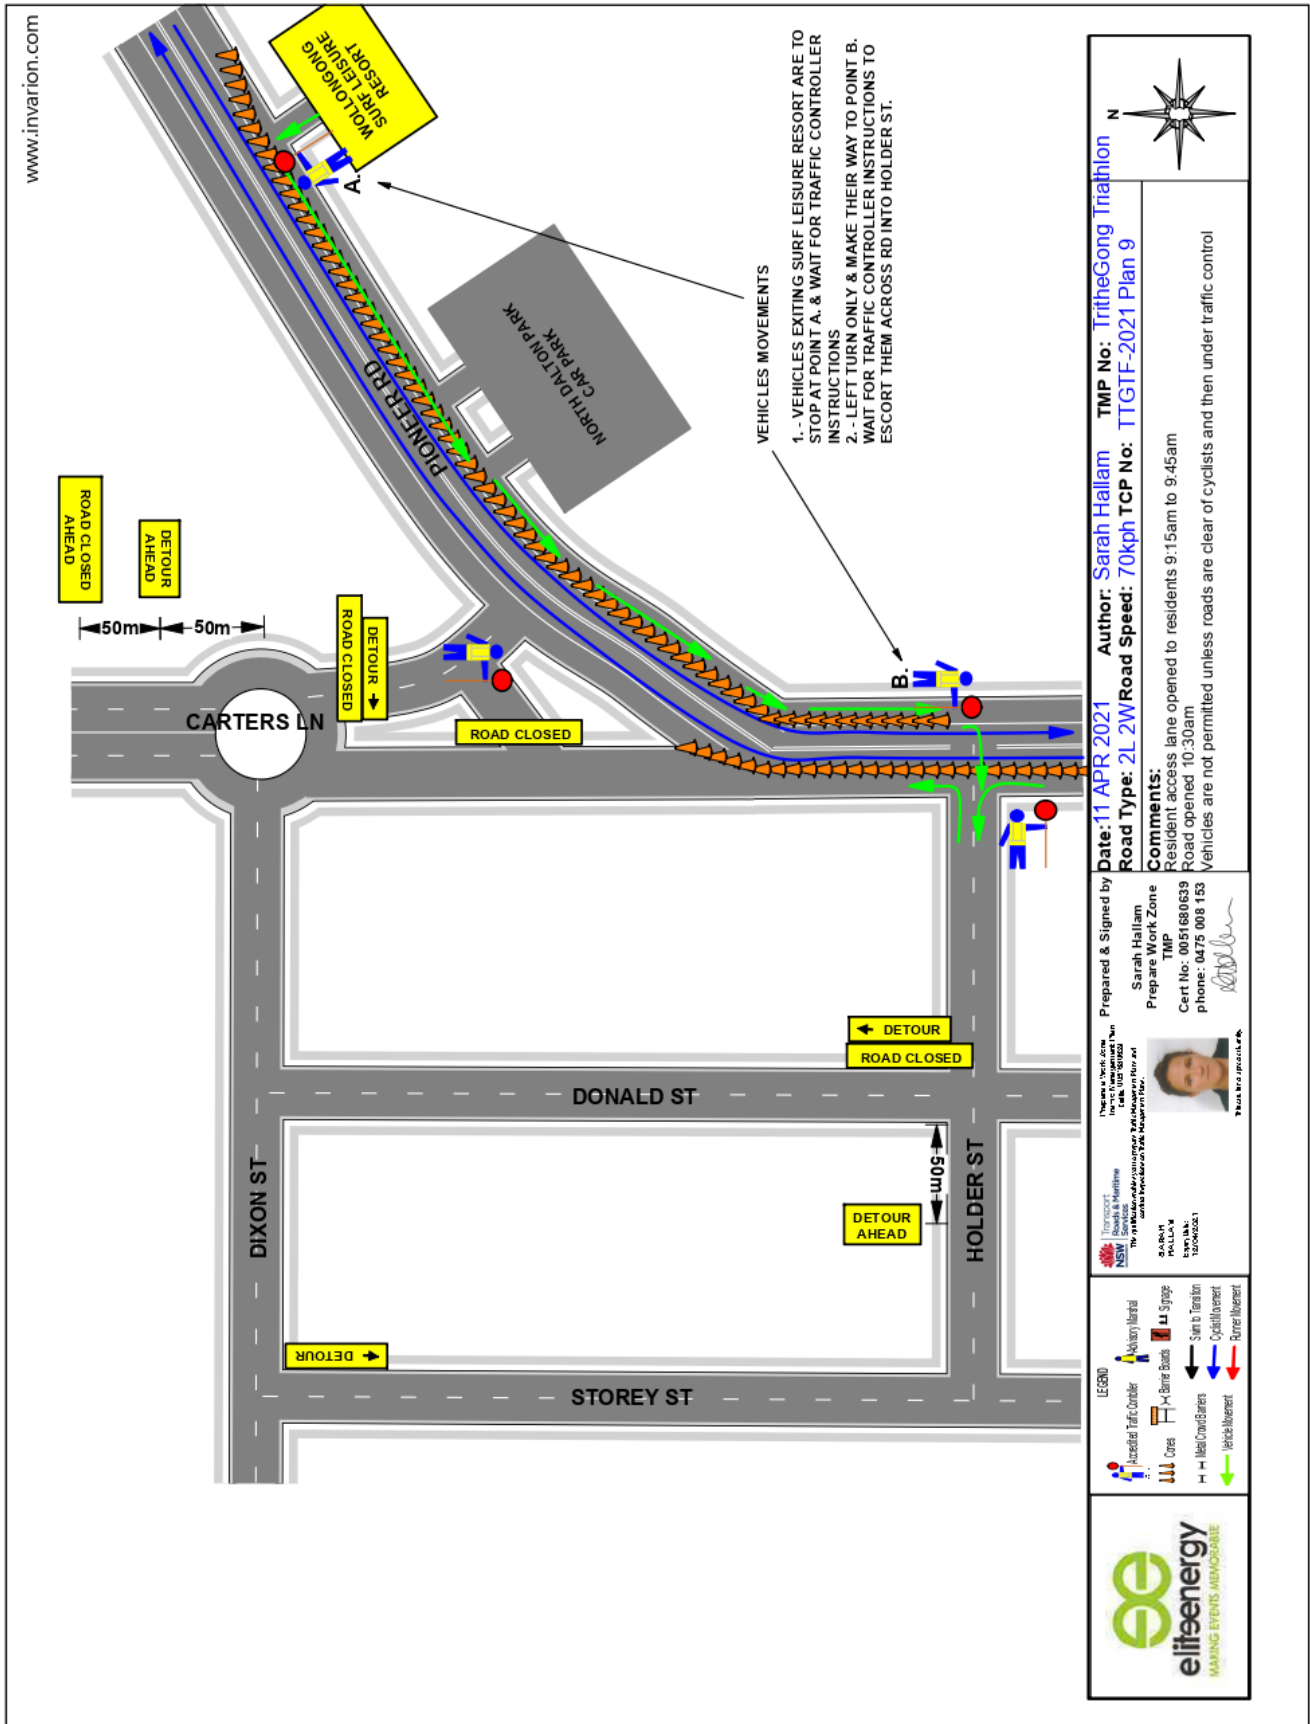 www.invarion.com
WOLLONGONG
SURF LEISURE
RESORT
A.
PIONEER RD
NORTH DALTON PARK
CAR PARK
VEHICLES MOVEMENTS
1. - VEHICLES EXITING SURF LEISURE RESORT ARE TO
STOP AT POINT A. & WAIT FOR TRAFFIC CONTROLLER
INSTRUCTIONS
2. - LEFT TURN ONLY & MAKE THEIR WAY TO POINT B.
WAIT FOR TRAFFIC CONTROLLER INSTRUCTIONS TO
ESCORT THEM ACROSS RD INTO HOLDER ST.
ROAD CLOSED
AHEAD
DETOUR
AHEAD
50m
50m
ROAD CLOSED
DETOUR
CARTERS LN
ROAD CLOSED
B.
DETOUR
ROAD CLOSED
DONALD ST
50m
DETOUR
AHEAD
DIXON ST
HOLDER ST
DETOUR
STOREY ST
N
Date: 11 APR 2021 Author: Sarah Hallam TMP No: TritheGong Triathlon
Road Type: 2L 2W Road Speed: 70kph TCP No: TTGTF-2021 Plan 9
Comments:
Resident access lane opened to residents 9:15am to 9:45am
Road opened 10:30am
Vehicles are not permitted unless roads are clear of cyclists and then under traffic control
Prepared & Signed by
Sarah Hallam
Prepare Work Zone
TMP
Cert No: 0051680639
phone: 0475 008 153
NSW
Transport
Roads & Maritime
Services
SARAH
HALLAM
LEGEND
Accredited Traffic Controller
Advisory Marshal
Cones
Barrier Boards
Signage
Metal Crowd Barriers
Swim to Transition
Cyclist Movement
Vehicle Movement
Runner Movement
eliteenergy
MAKING EVENTS MEMORABLE